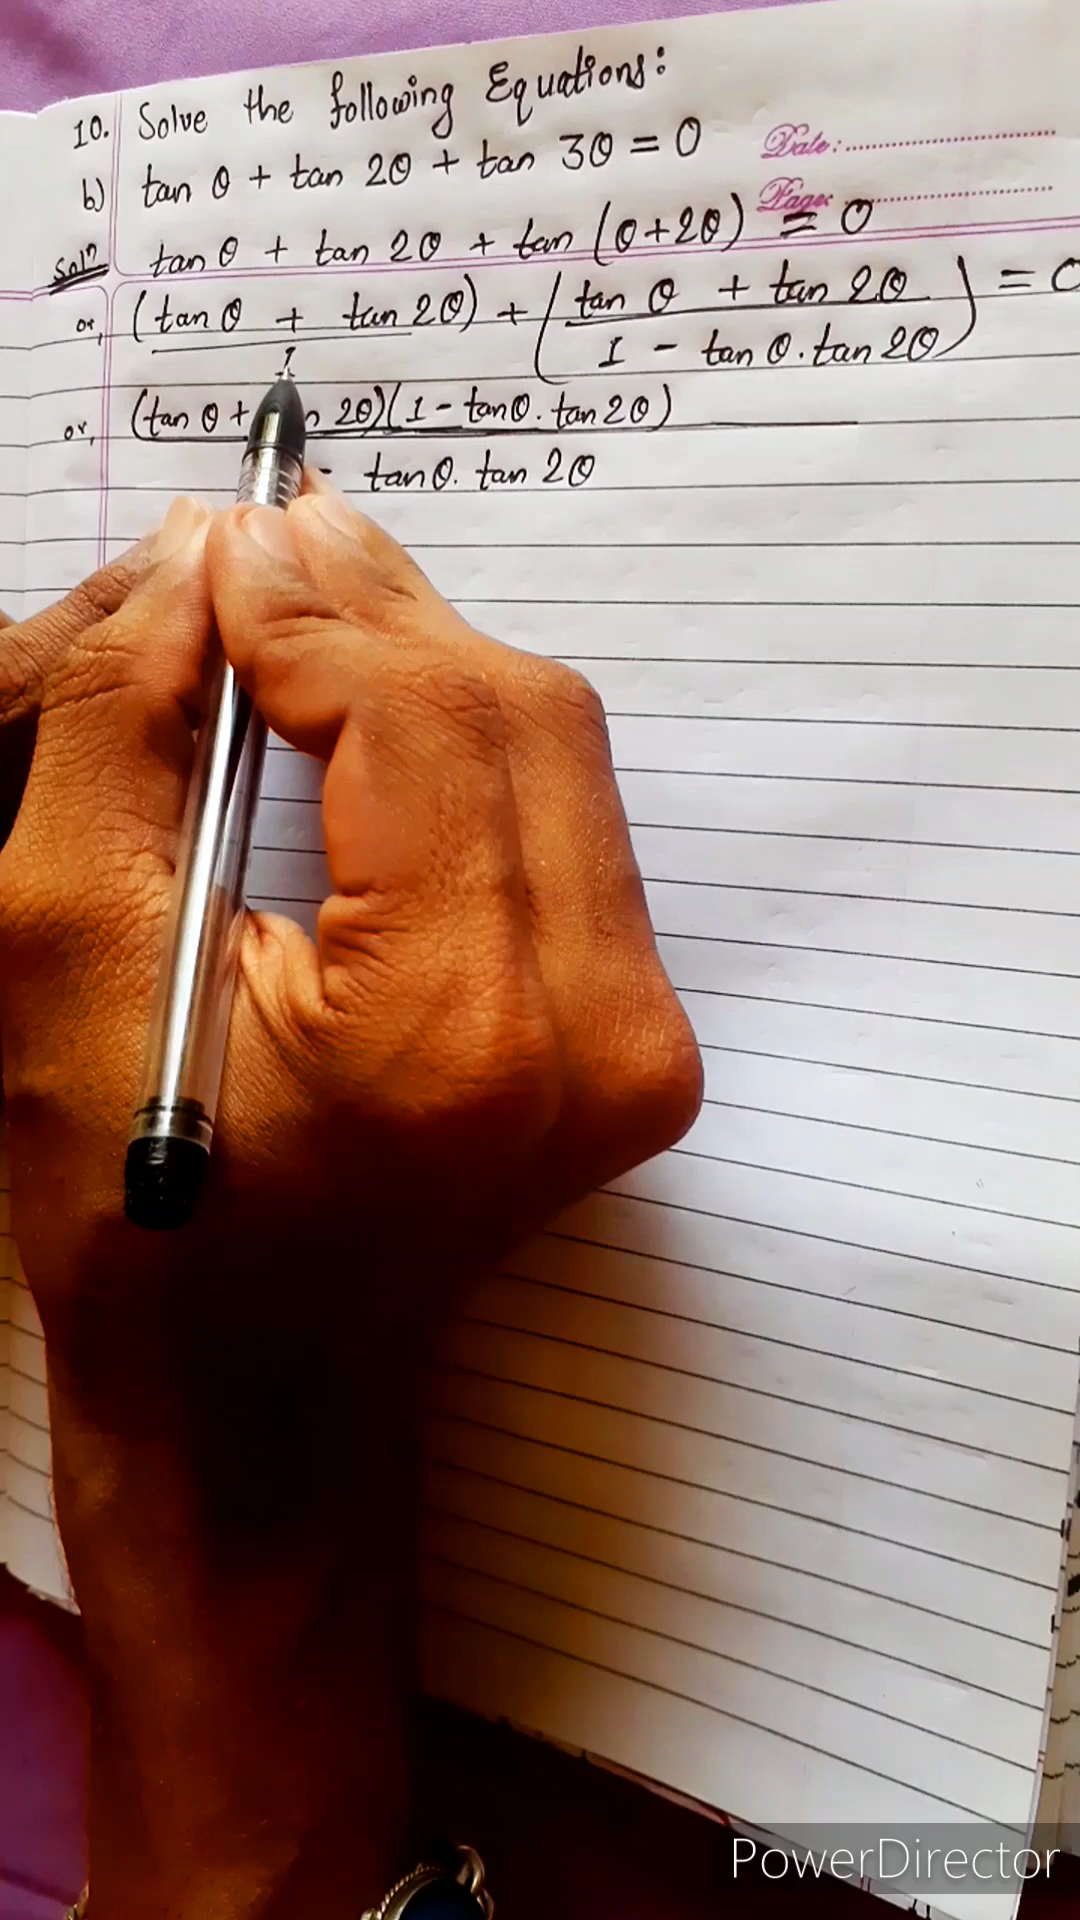 10. Solve the following Equations:
b) tan θ + tan 2θ + tan 3θ = 0
Date:
Page:
Solⁿ tan θ + tan 2θ + tan (θ+2θ) = 0
or, (tan θ + tan 2θ) + (tan θ + tan 2θ) = 0
1 1 - tan θ . tan 2θ
or, (tan θ + 2θ)(1 - tan θ . tan 2θ)
- tan θ . tan 2θ
PowerDirector